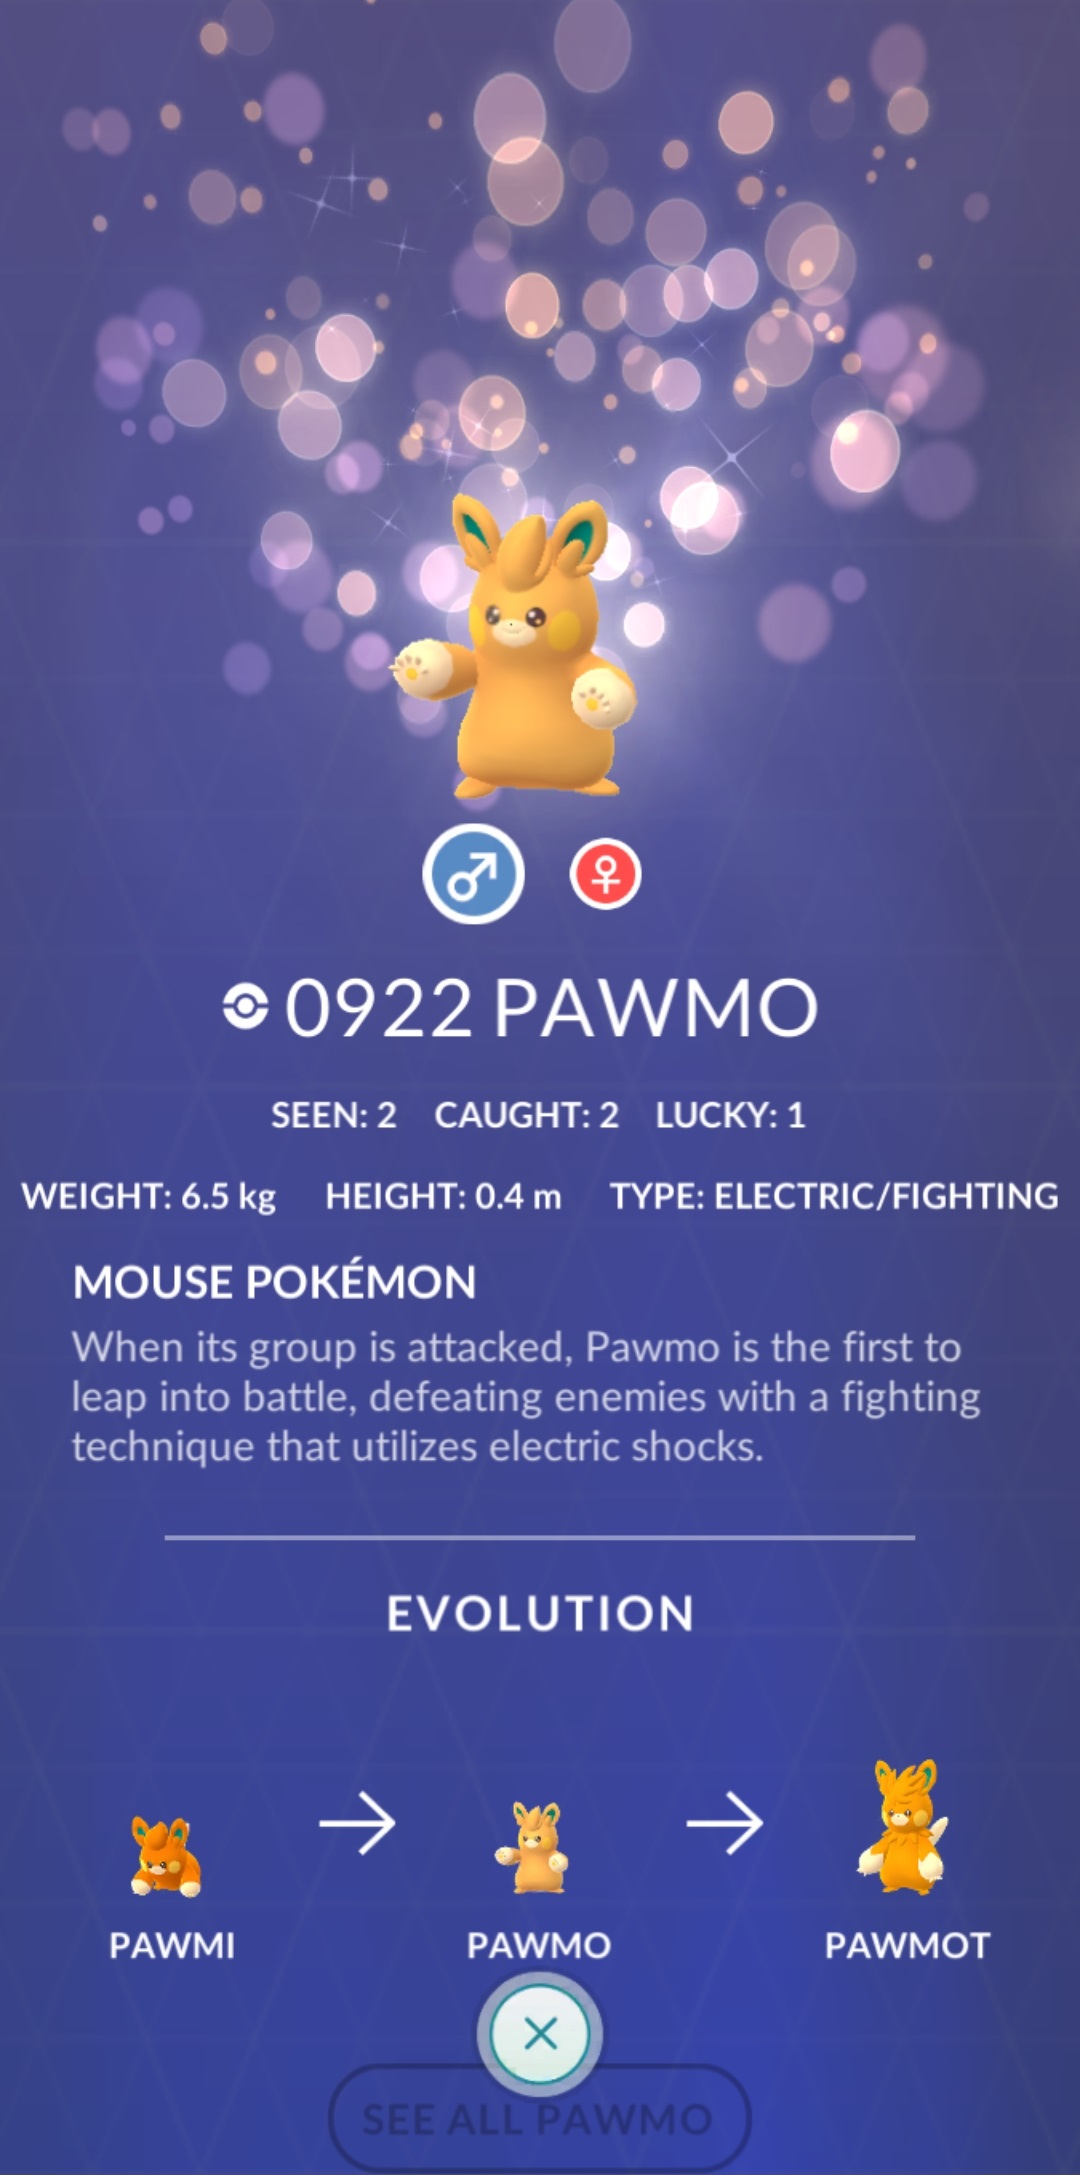 0922 PAWMO
SEEN: 2 CAUGHT: 2 LUCKY: 1
WEIGHT: 6.5 kg HEIGHT: 0.4 m TYPE: ELECTRIC/FIGHTING
MOUSE POKÉMON
When its group is attacked, Pawmo is the first to
leap into battle, defeating enemies with a fighting
technique that utilizes electric shocks.
EVOLUTION
PAWMI PAWMO PAWMOT
SEE ALL PAWMO